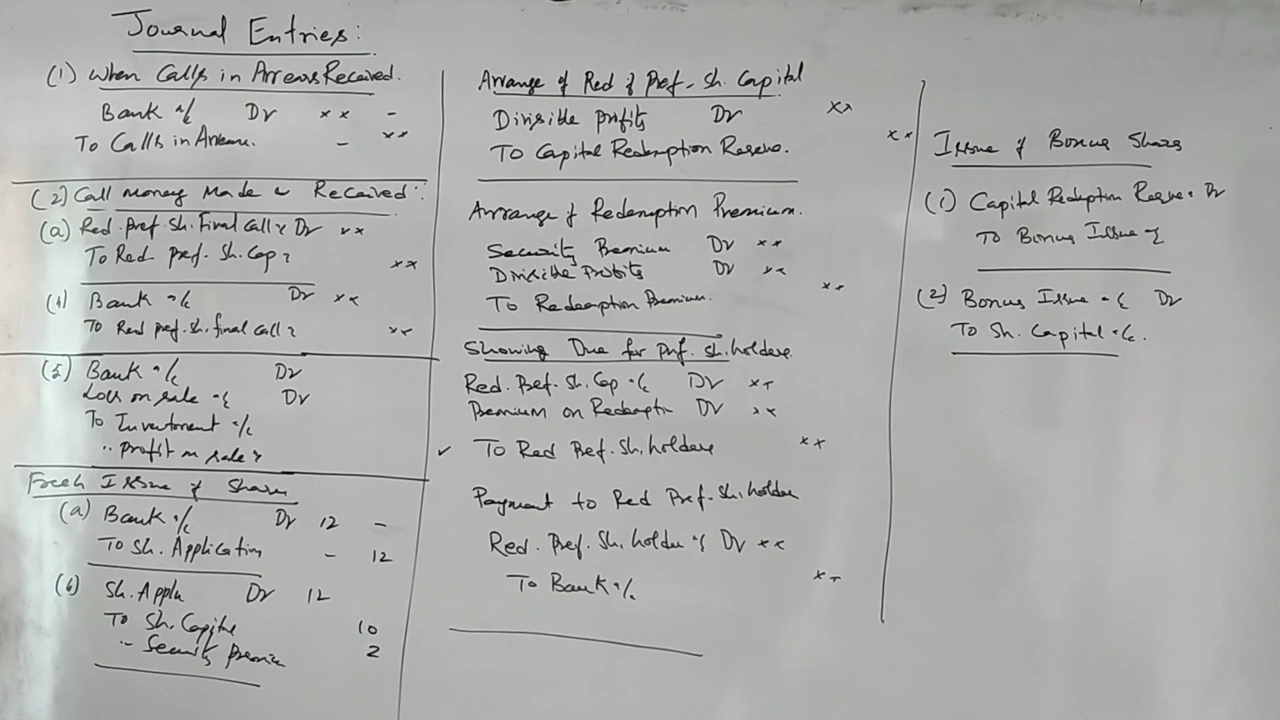 Journal Entries:
(1) When Calls in Arrears Received.
Bank a/c Dr xx -
To Calls in Arrears. - xx
(2) Call money Made & Received:
(a) Red. Pref. Sh. Final Call Dr xx
To Red. pref. Sh. Cap xx
(b) Bank a/c Dr xx
To Red pref. sh. final call xx
(3) Bank a/c Dr
Loss on sale a/c Dr
To Investment a/c
" profit on sale
Fresh Issue of Shares
(a) Bank a/c Dr 12 -
To Sh. Application - 12
(b) Sh. Appln Dr 12
To Sh. Capital 10
" Security premium 2
Arrange of Red of Pref. Sh. Capital
Divisible profits Dr xx
To Capital Redemption Reserve. xx
Arrange of Redemption Premium.
Security Premium Dr xx
Divisible Profits Dr xx
To Redemption Premium. xx
Showing Due for Pref. Sh. holders.
Red. Pref. Sh. Cap a/c Dr xx
Premium on Redemptn Dr xx
✓ To Red Pref. Sh. holders xx
Payment to Red Pref. Sh. holders
Red. Pref. Sh. holders Dr xx
To Bank a/c xx
Issue of Bonus Shares
(1) Capital Redemption Reserve Dr
To Bonus Issue a/c
(2) Bonus Issue a/c Dr
To Sh. Capital a/c.